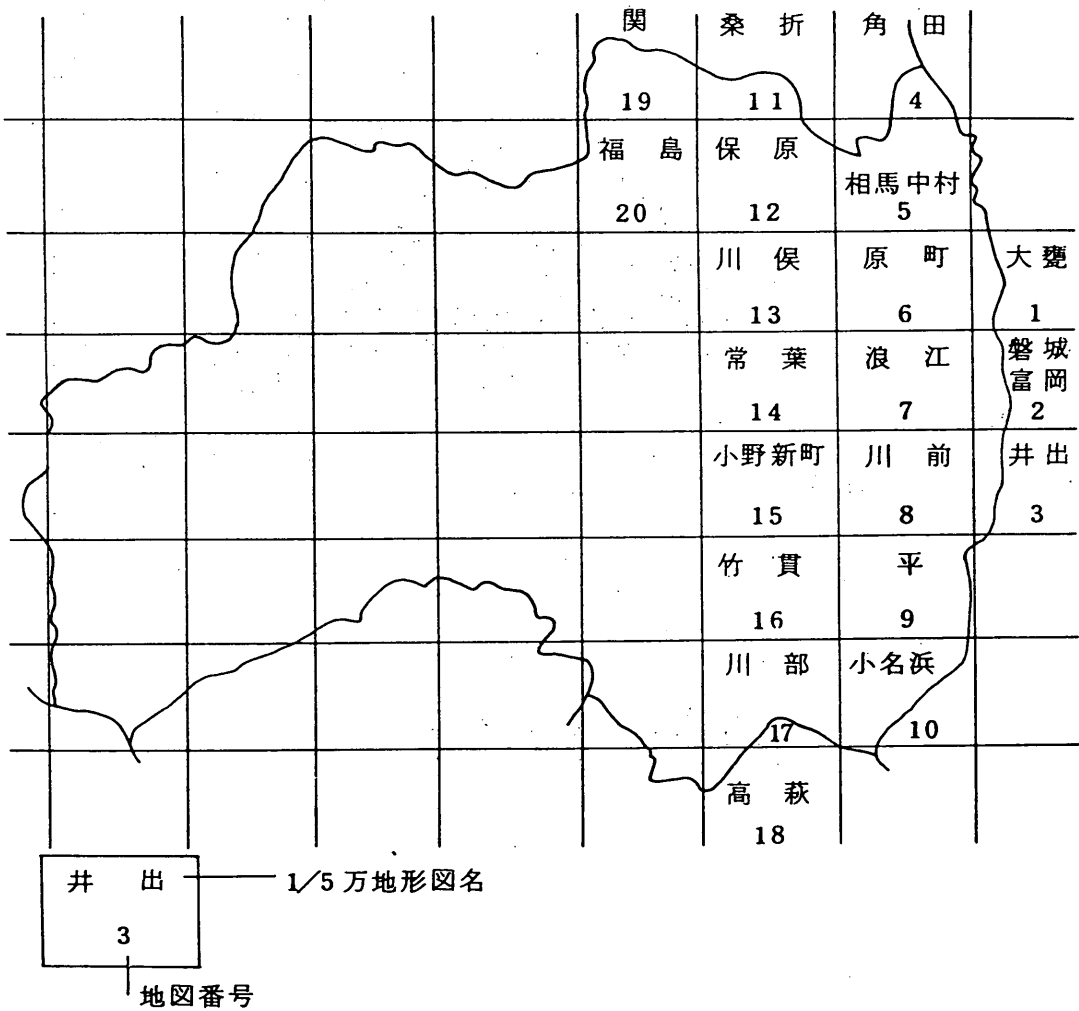 関 桑折 角田
19 11 4
福島 保原 相馬中村
20 12 5
川俣 原町 大甕
13 6 1
常葉 浪江 磐城富岡
14 7 2
小野新町 川前 井出
15 8 3
竹貫 平
16 9
川部 小名浜
17 10
高萩
18
井出 1/5万地形図名
3
地図番号